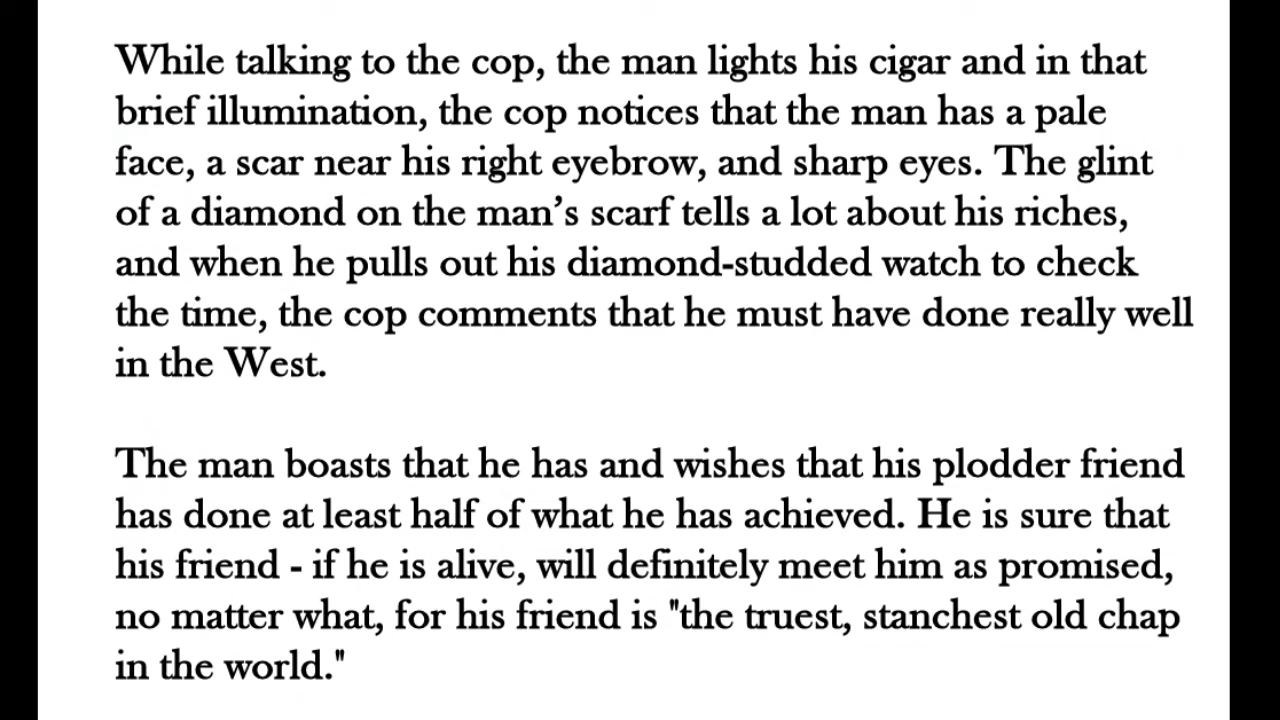 While talking to the cop, the man lights his cigar and in that
brief illumination, the cop notices that the man has a pale
face, a scar near his right eyebrow, and sharp eyes. The glint
of a diamond on the man’s scarf tells a lot about his riches,
and when he pulls out his diamond-studded watch to check
the time, the cop comments that he must have done really well
in the West.
The man boasts that he has and wishes that his plodder friend
has done at least half of what he has achieved. He is sure that
his friend - if he is alive, will definitely meet him as promised,
no matter what, for his friend is "the truest, stanchest old chap
in the world."